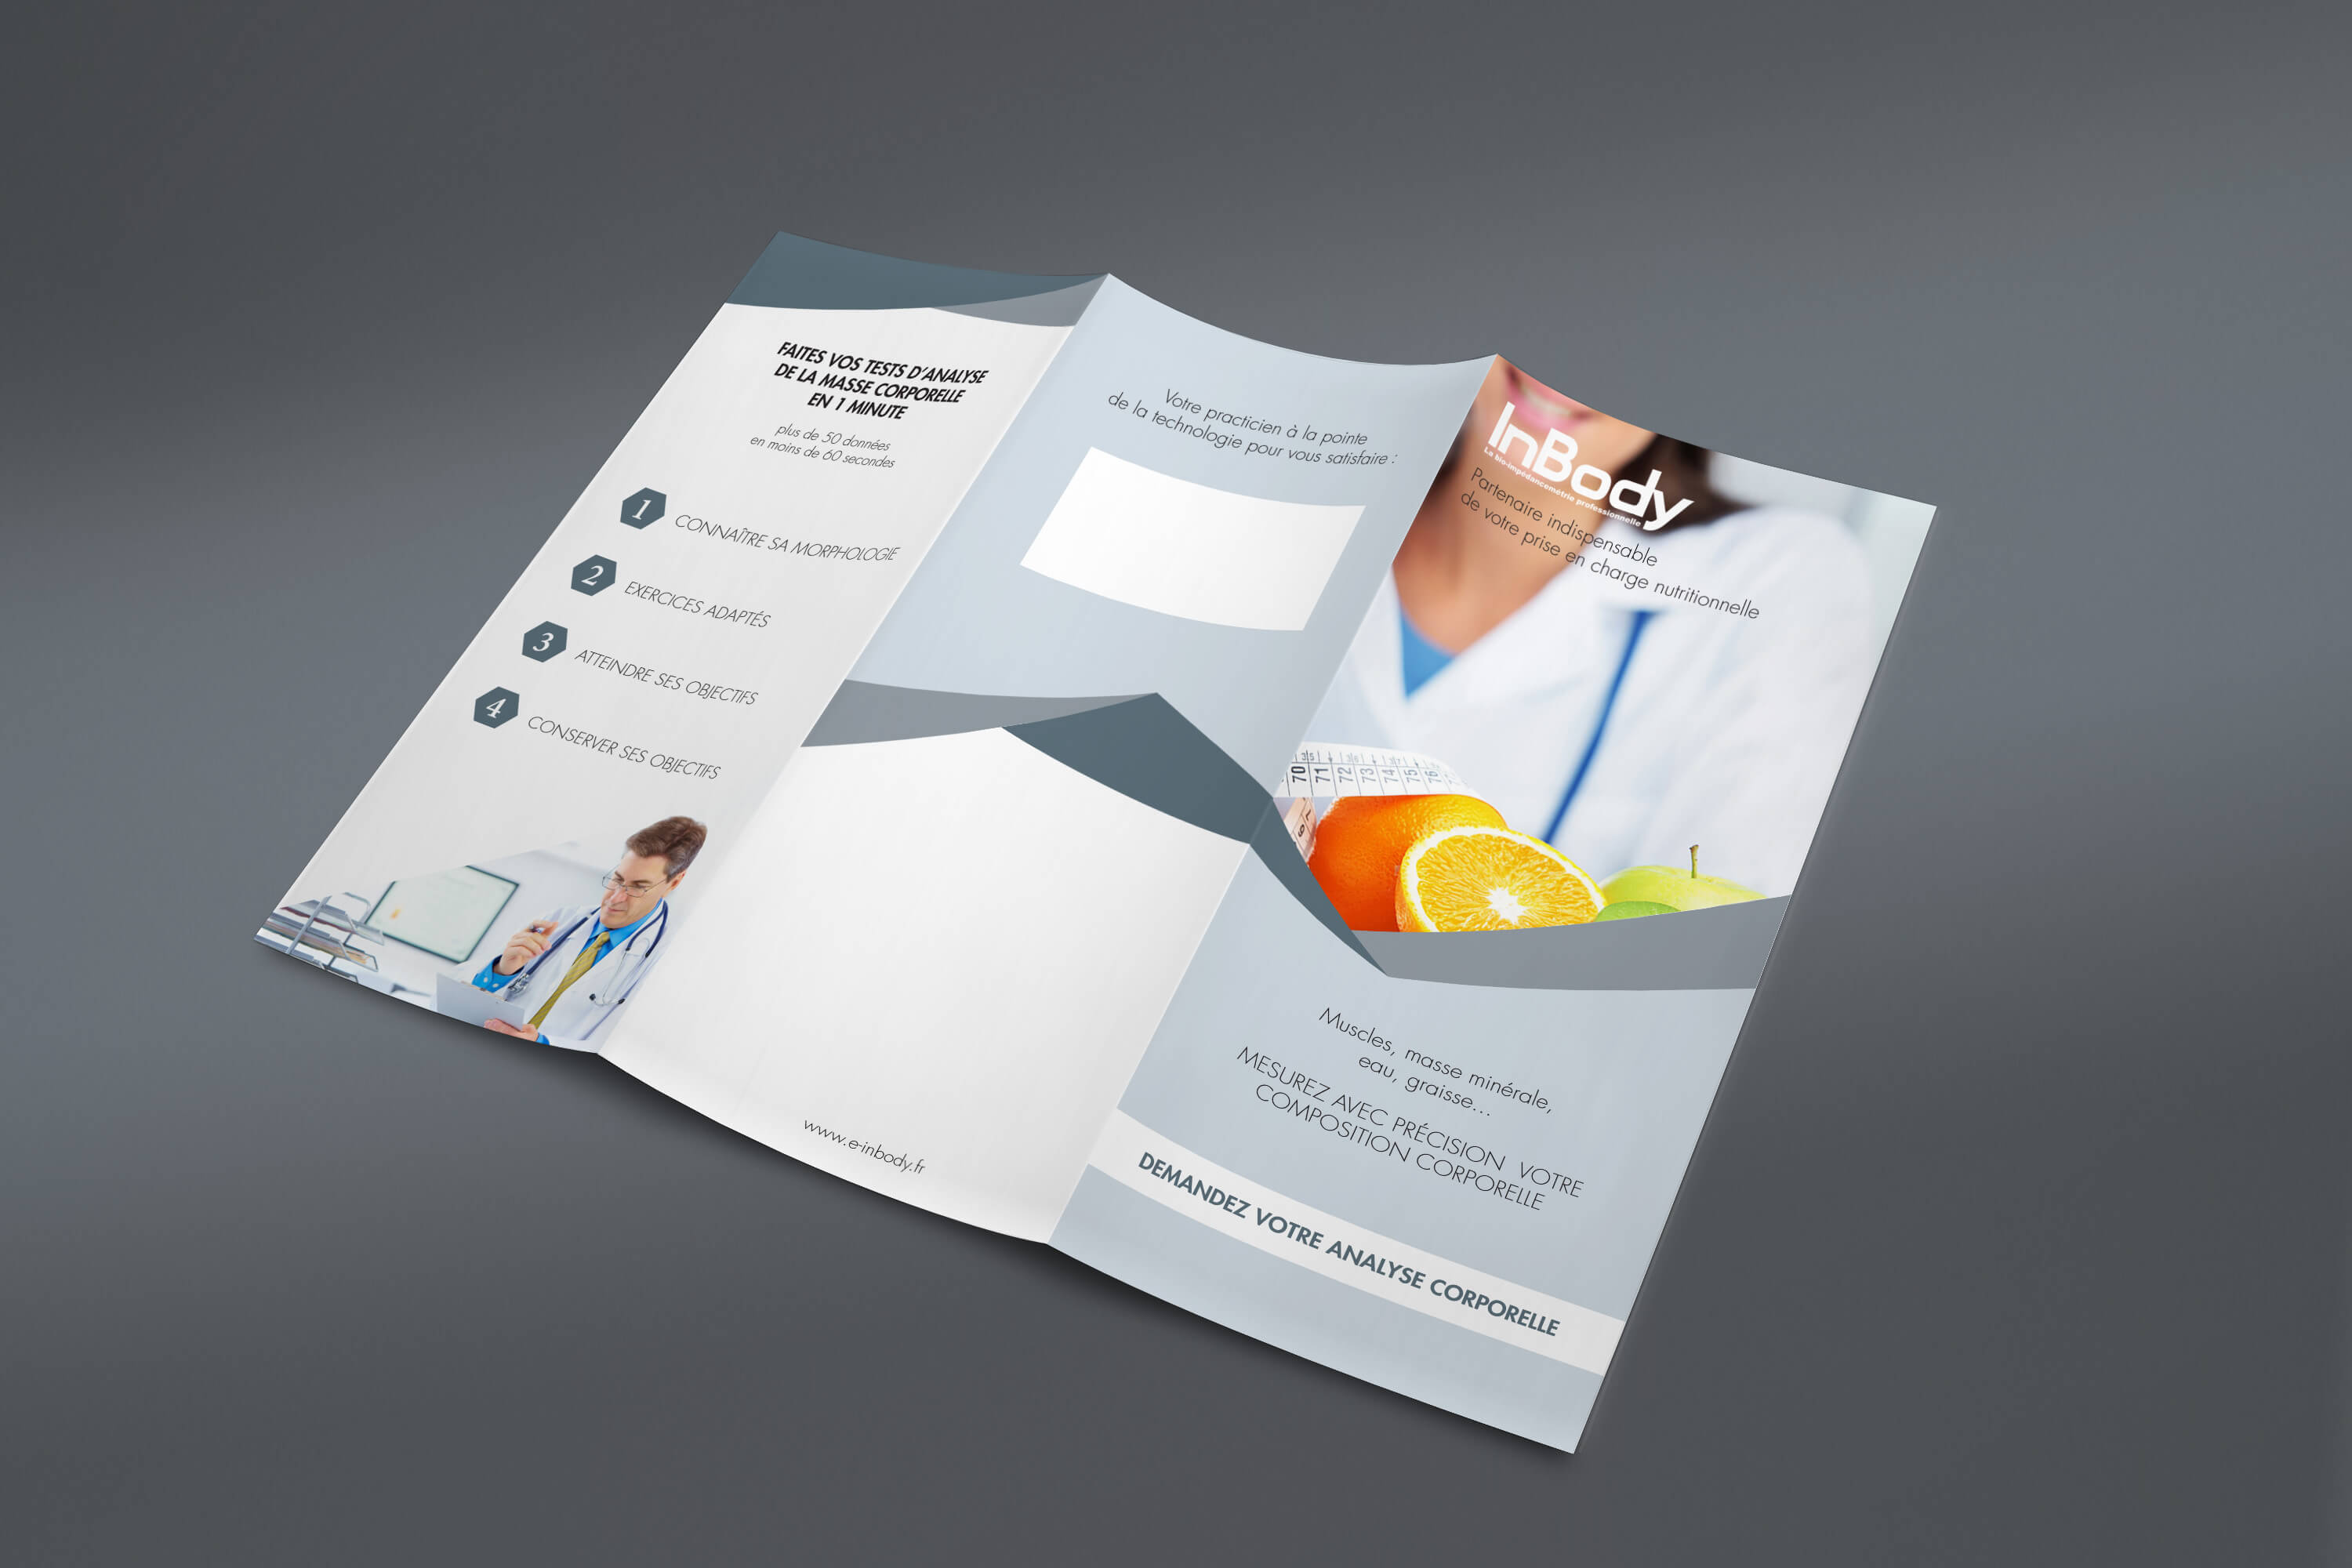 FAITES VOS TESTS D'ANALYSE
DE LA MASSE CORPORELLE
EN 1 MINUTE
plus de 50 données
en moins de 60 secondes
1 CONNAÎTRE SA MORPHOLOGIE
2 EXERCICES ADAPTÉS
3 ATTEINDRE SES OBJECTIFS
4 CONSERVER SES OBJECTIFS
Votre practicien à la pointe
de la technologie pour vous satisfaire :
www.e-inbody.fr
InBody
La bio-impédancemétrie professionnelle
Partenaire indispensable
de votre prise en charge nutritionnelle
70 71 72 73 74 75 76
Muscles, masse minérale,
eau, graisse...
MESUREZ AVEC PRÉCISION VOTRE
COMPOSITION CORPORELLE
DEMANDEZ VOTRE ANALYSE CORPORELLE